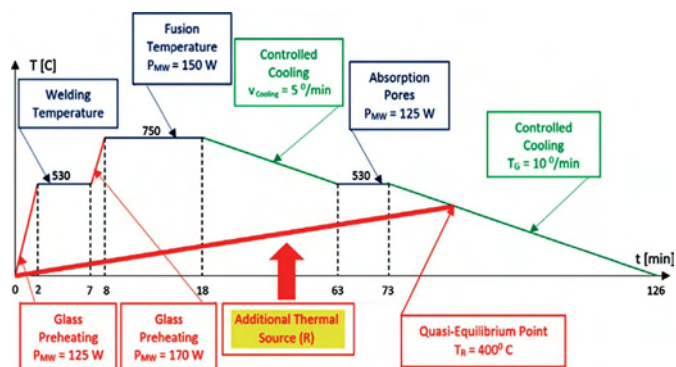 Fusion
Temperature
PMW = 150 W
Controlled
Cooling
vCooling = 5 ⁰/min
T [C]
Welding
Temperature
Absorption
Pores
PMW = 125 W
Controlled
Cooling
TG = 10 ⁰/min
750
530
530
t [min]
0 2 7 8 18 63 73 126
Glass
Preheating
PMW = 125 W
Glass
Preheating
PMW = 170 W
Additional Thermal
Source (R)
Quasi-Equilibrium Point
TR = 400⁰ C